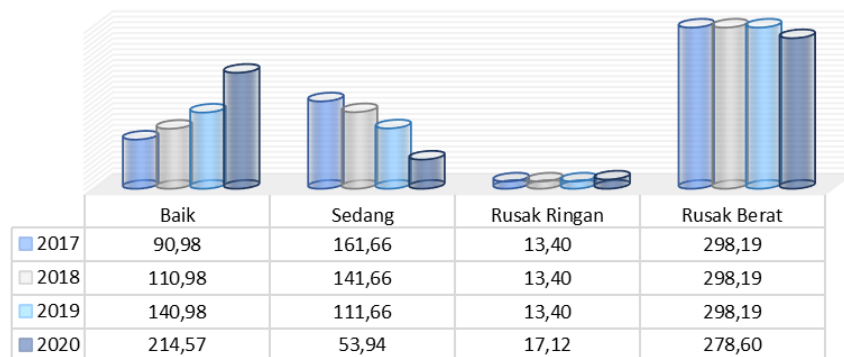 Baik Sedang Rusak Ringan Rusak Berat
2017 90,98 161,66 13,40 298,19
2018 110,98 141,66 13,40 298,19
2019 140,98 111,66 13,40 298,19
2020 214,57 53,94 17,12 278,60